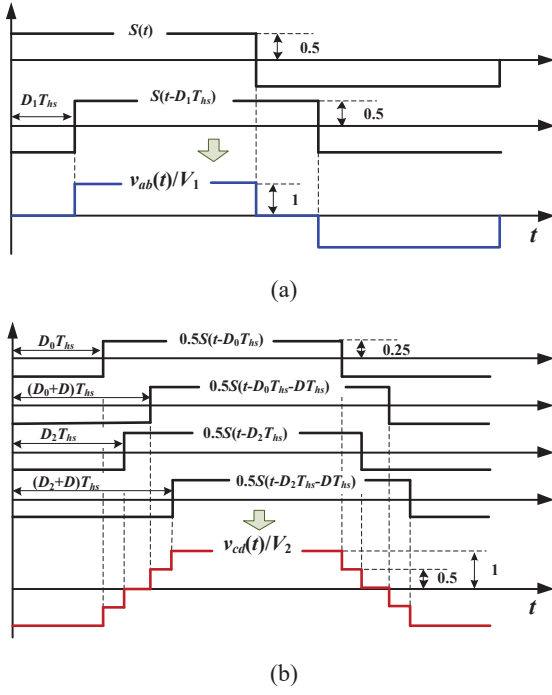 S(t)
0.5
D₁Tₕₛ
S(t-D₁Tₕₛ)
0.5
vₐb(t)/V₁
1
t
(a)
D₀Tₕₛ
0.5S(t-D₀Tₕₛ)
0.25
(D₀+D)Tₕₛ
0.5S(t-D₀Tₕₛ-DTₕₛ)
D₂Tₕₛ
0.5S(t-D₂Tₕₛ)
(D₂+D)Tₕₛ
0.5S(t-D₂Tₕₛ-DTₕₛ)
v_cd(t)/V₂
0.5
1
t
(b)